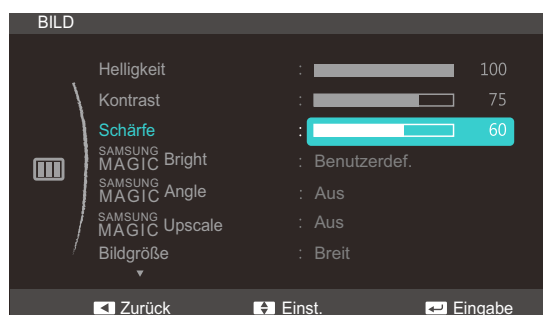 BILD
Helligkeit : 100
Kontrast : 75
Schärfe : 60
SAMSUNG MAGIC Bright : Benutzerdef.
SAMSUNG MAGIC Angle : Aus
SAMSUNG MAGIC Upscale : Aus
Bildgröße : Breit
Zurück Einst. Eingabe